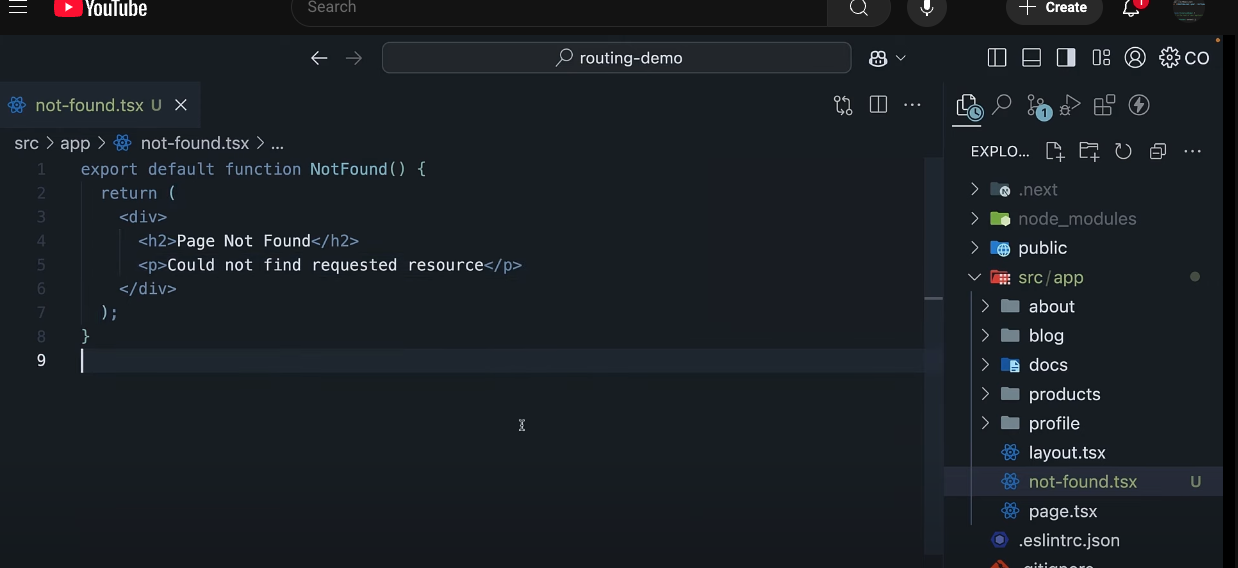 YouTube
Search
Create
1
routing-demo
CO
not-found.tsx U
src > app > not-found.tsx > ...
1 export default function NotFound() {
2 return (
3 <div>
4 <h2>Page Not Found</h2>
5 <p>Could not find requested resource</p>
6 </div>
7 );
8 }
9
1
EXPLO...
.next
node_modules
public
src/app
about
blog
docs
products
profile
layout.tsx
not-found.tsx U
page.tsx
.eslintrc.json